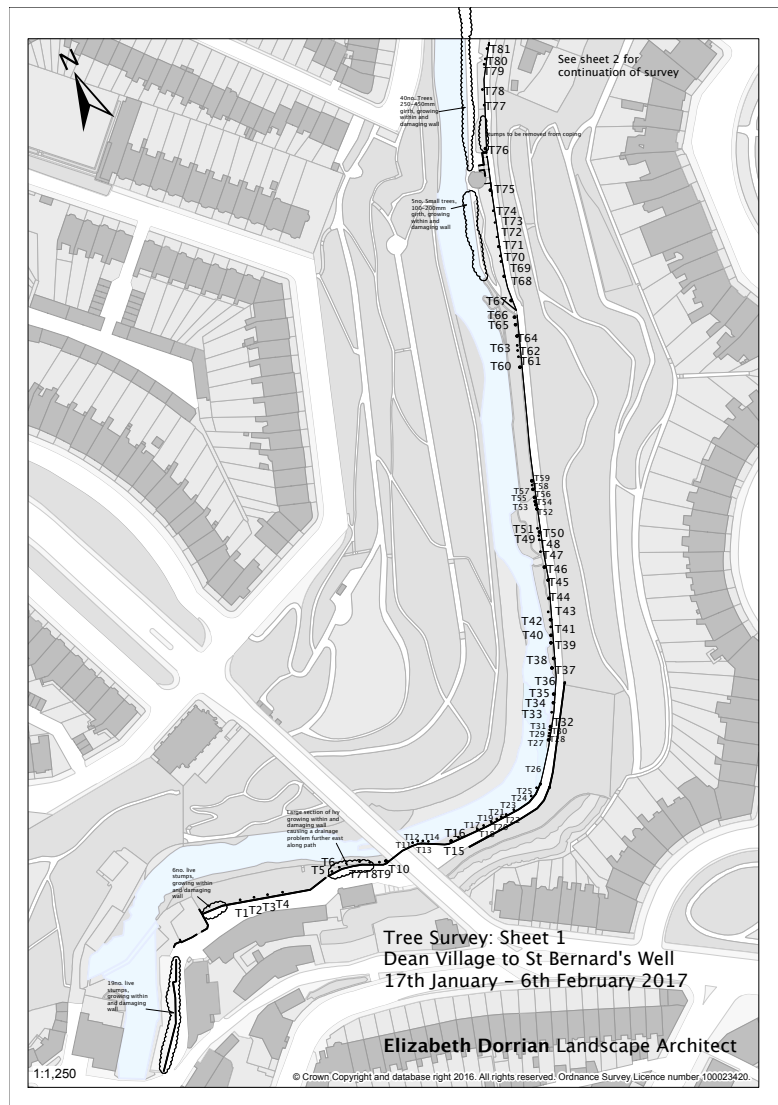 N
T81
T80
T79
T78
T77
See sheet 2 for
continuation of survey
40no. Trees
250-450mm
girth, growing
within and
damaging wall
stumps to be removed from coping
T76
T75
5no. Small trees,
100-200mm
girth, growing
within and
damaging wall
T74
T73
T72
T71
T70
T69
T68
T67
T66
T65
T64
T63
T62
T61
T60
T59
T58
T57
T56
T55
T54
T53
T52
T51
T50
T49
T48
T47
T46
T45
T44
T43
T42
T41
T40
T39
T38
T37
T36
T35
T34
T33
T32
T31
T30
T29
T28
T27
T26
T25
T24
T23
T22
T21
T20
T19
T18
T17
T16
T15
T14
T13
T12
T11
T10
Large section of Ivy
growing within and
damaging wall
causing a drainage
problem further east
along path
T6
T5
T7 T8 T9
6no. live
stumps,
growing within
and damaging
wall
T1 T2 T3 T4
19no. live
stumps,
growing within
and damaging
wall
Tree Survey: Sheet 1
Dean Village to St Bernard's Well
17th January – 6th February 2017
Elizabeth Dorrian Landscape Architect
1:1,250
© Crown Copyright and database right 2016. All rights reserved. Ordnance Survey Licence number 100023420.